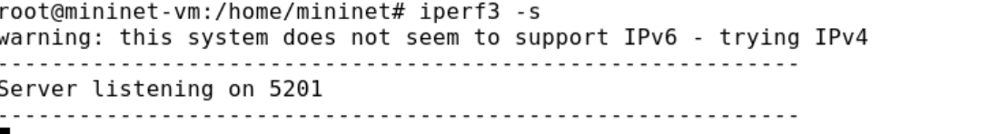 root@mininet-vm:/home/mininet# iperf3 -s
warning: this system does not seem to support IPv6 - trying IPv4
-----------------------------------------------------------
Server listening on 5201
-----------------------------------------------------------